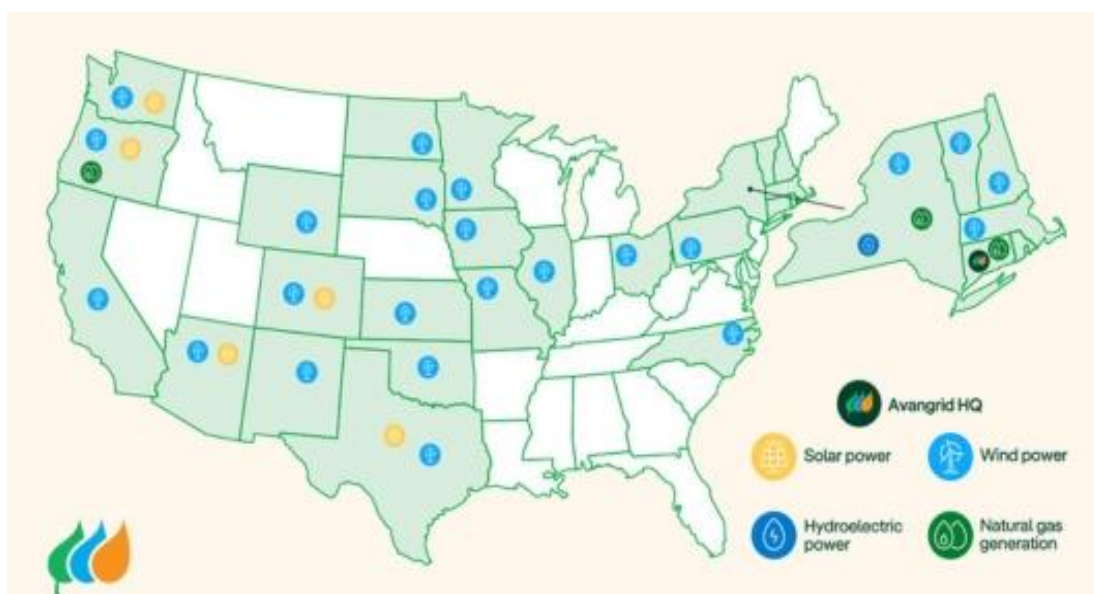 Avangrid HQ
Solar power
Wind power
Hydroelectric
power
Natural gas
generation